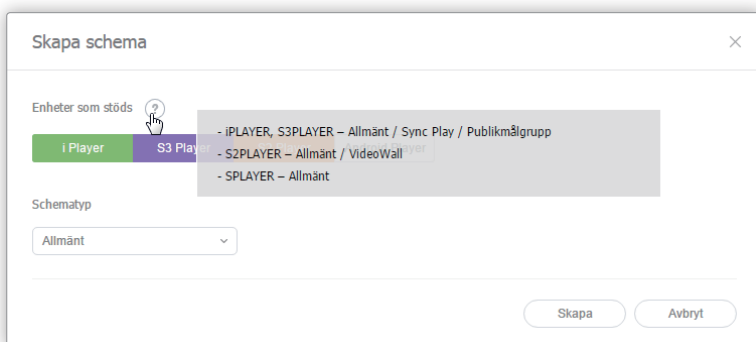 Skapa schema
Enheter som stöds ?
i Player S3 Player Player
- iPLAYER, S3PLAYER – Allmänt / Sync Play / Publikmålgrupp
- S2PLAYER – Allmänt / VideoWall
- SPLAYER – Allmänt
Schematyp
Allmänt
Skapa Avbryt